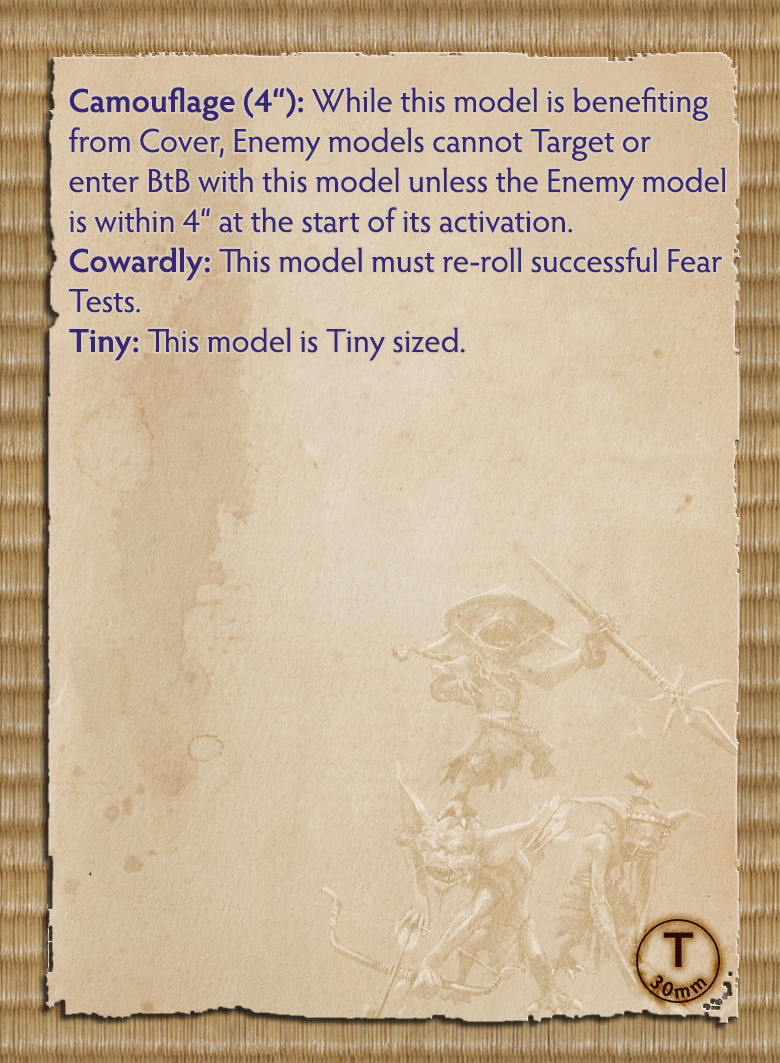 Camouflage (4“): While this model is benefiting
from Cover, Enemy models cannot Target or
enter BtB with this model unless the Enemy model
is within 4“ at the start of its activation.
Cowardly: This model must re-roll successful Fear
Tests.
Tiny: This model is Tiny sized.
T
30mm